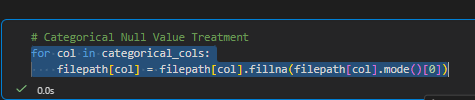 # Categorical Null Value Treatment
for col in categorical_cols:
    filepath[col] = filepath[col].fillna(filepath[col].mode()[0])
0.0s